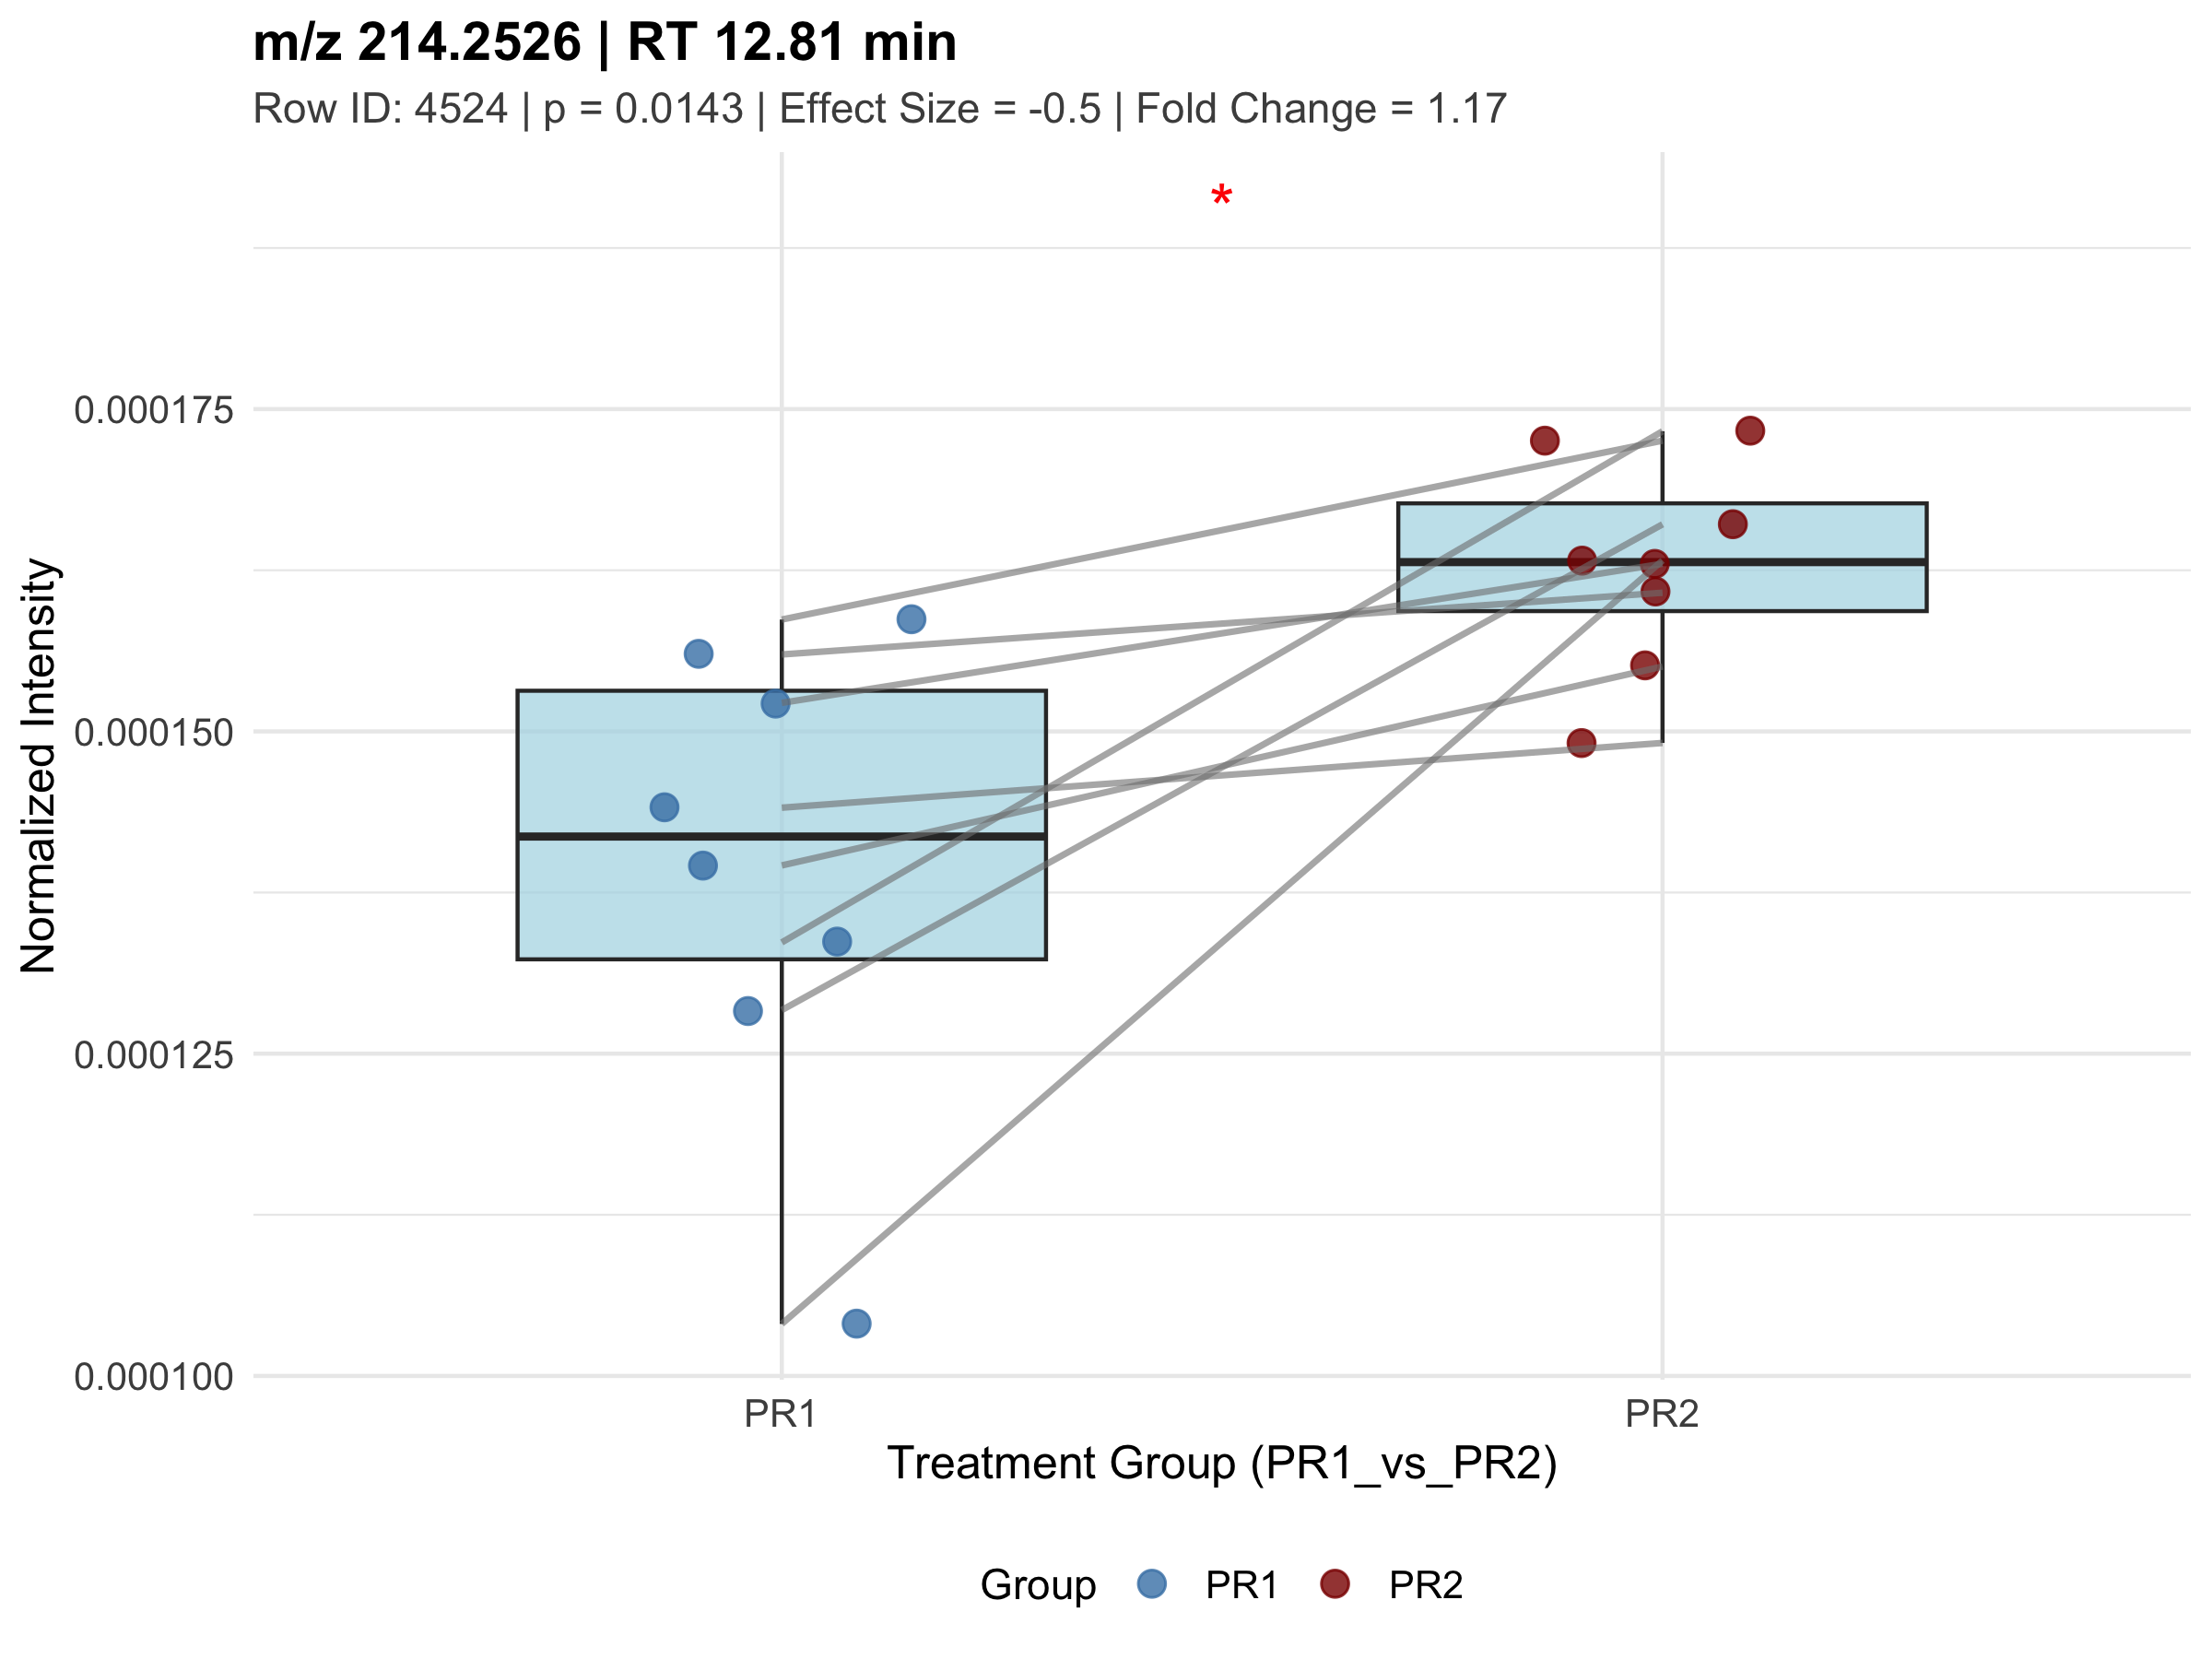 m/z 214.2526 | RT 12.81 min
Row ID: 4524 | p = 0.0143 | Effect Size = -0.5 | Fold Change = 1.17
*
Normalized Intensity
0.000175
0.000150
0.000125
0.000100
PR1
PR2
Treatment Group (PR1_vs_PR2)
Group PR1 PR2